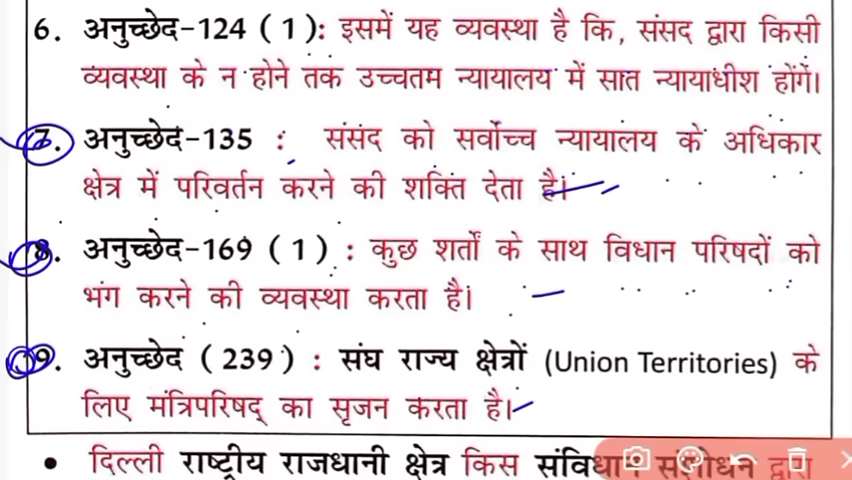 6. अनुच्छेद-124 (1): इसमें यह व्यवस्था है कि, संसद द्वारा किसी
व्यवस्था के न होने तक उच्चतम न्यायालय में सात न्यायाधीश होंगें।
7. अनुच्छेद-135 : संसद को सर्वोच्च न्यायालय के अधिकार
क्षेत्र में परिवर्तन करने की शक्ति देता है।
8. अनुच्छेद-169 (1) : कुछ शर्तों के साथ विधान परिषदों को
भंग करने की व्यवस्था करता है।
9. अनुच्छेद (239) : संघ राज्य क्षेत्रों (Union Territories) के
लिए मंत्रिपरिषद् का सृजन करता है।
• दिल्ली राष्ट्रीय राजधानी क्षेत्र किस संविधान संशोधन द्वारा